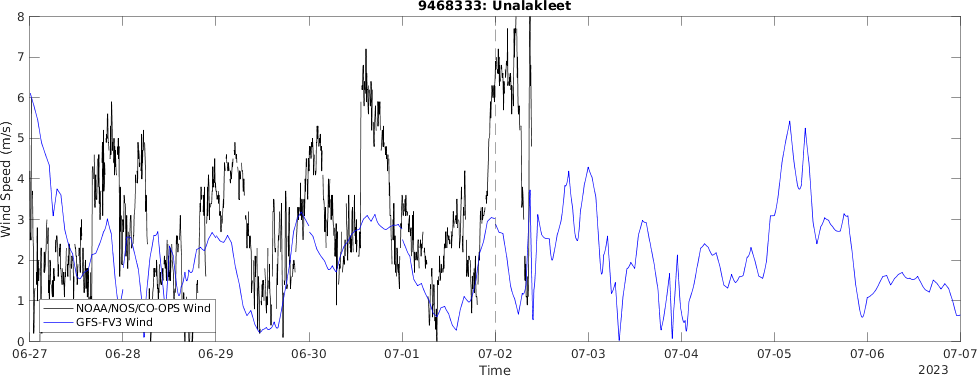 9468333: Unalakleet
8
7
6
5
4
3
2
1
0
Wind Speed (m/s)
NOAA/NOS/CO-OPS Wind
GFS-FV3 Wind
06-27 06-28 06-29 06-30 07-01 07-02 07-03 07-04 07-05 07-06 07-07
Time
2023